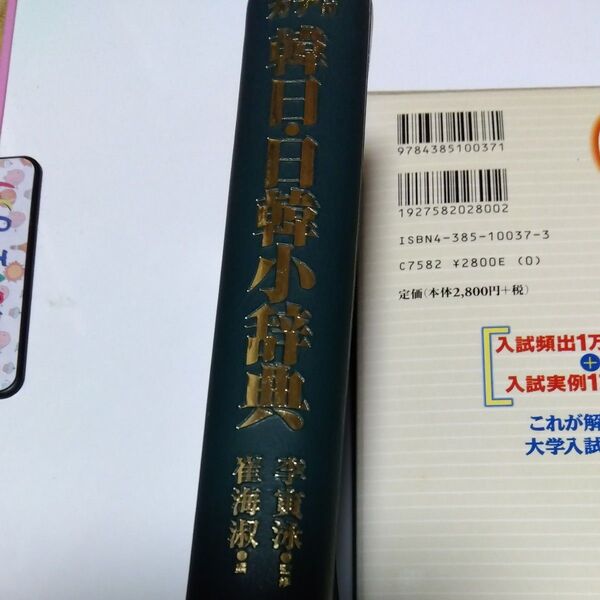 韓日・日韓小辞典
李寅泳●監修
崔海淑●編
9784385100371
1927582028002
ISBN4-385-10037-3
C7582 ¥2800E (0)
定価(本体2,800円+税)
入試頻出1万
+
入試実例1
これが解
大学入試